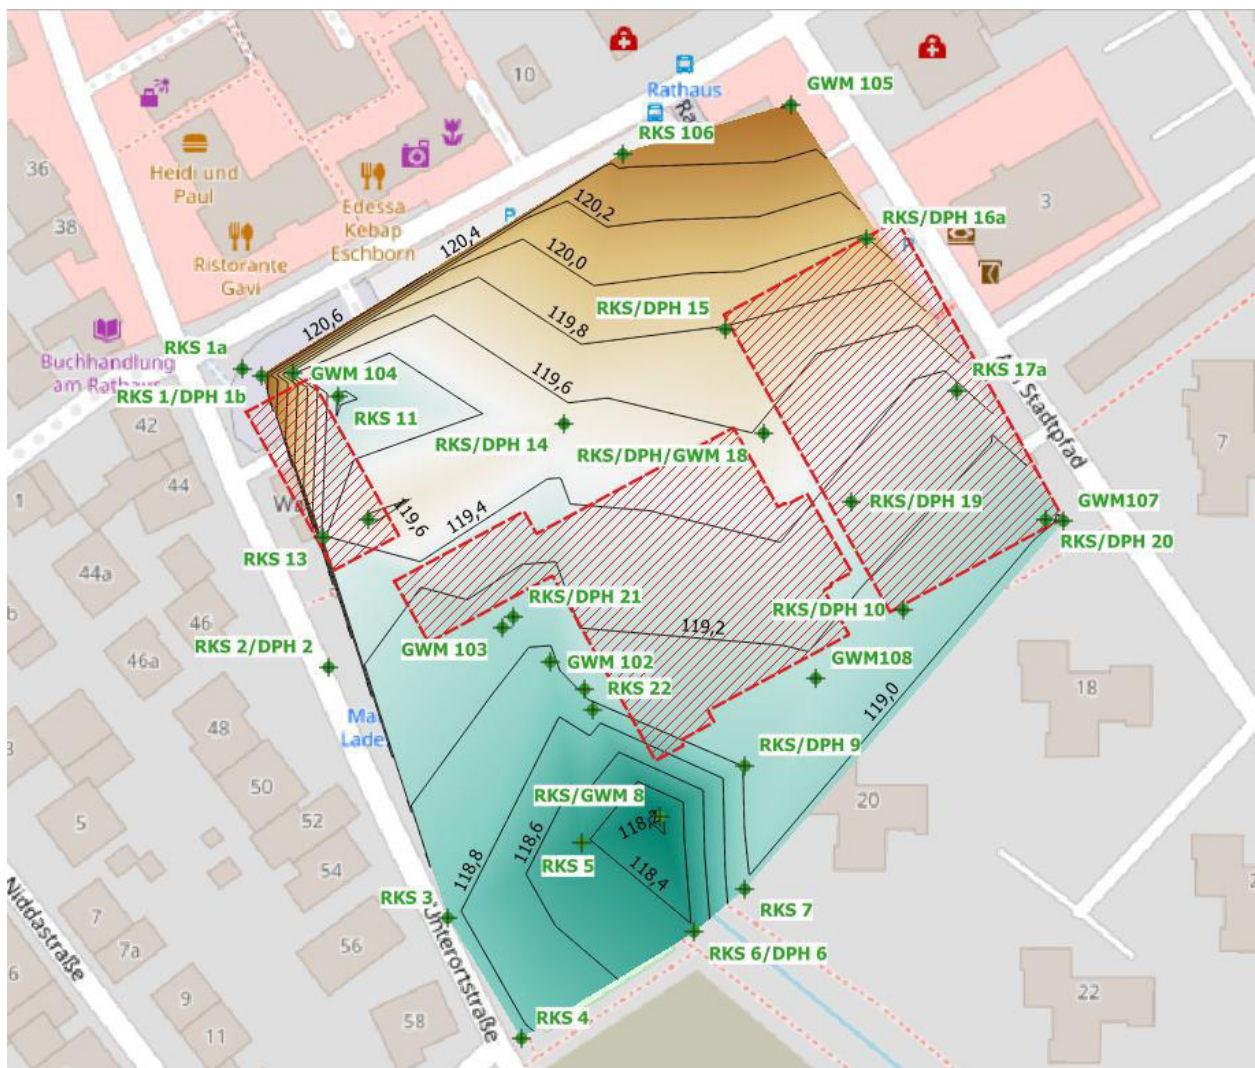 10
Rathaus
GWM 105
36
Heidi und
Paul
RKS 106
38
Edessa
Kebap
Eschborn
P
120,2
120,4
120,0
RKS/DPH 16a
3
Ristorante
Gavi
RKS/DPH 15
119,8
120,6
Buchhandlung
RKS 1a
GWM 104
RKS 1/DPH 1b
RKS 11
119,6
RKS 17a
42
RKS/DPH 14
RKS/DPH/GWM 18
Stadtpfad
7
44
1
119,6
119,4
RKS/DPH 19
GWM107
RKS/DPH 20
RKS 13
44a
46
RKS/DPH 21
RKS/DPH 10
119,2
GWM 103
46a
RKS 2/DPH 2
GWM 102
GWM108
RKS 22
119,0
18
Ma
Lade
48
RKS/DPH 9
50
52
5
RKS/GWM 8
118,2
20
118,8
118,6
RKS 5
118,4
54
RKS 3
RKS 7
Unterortstraße
Niddastraße
7
7a
56
RKS 6/DPH 6
6
9
58
RKS 4
22
11